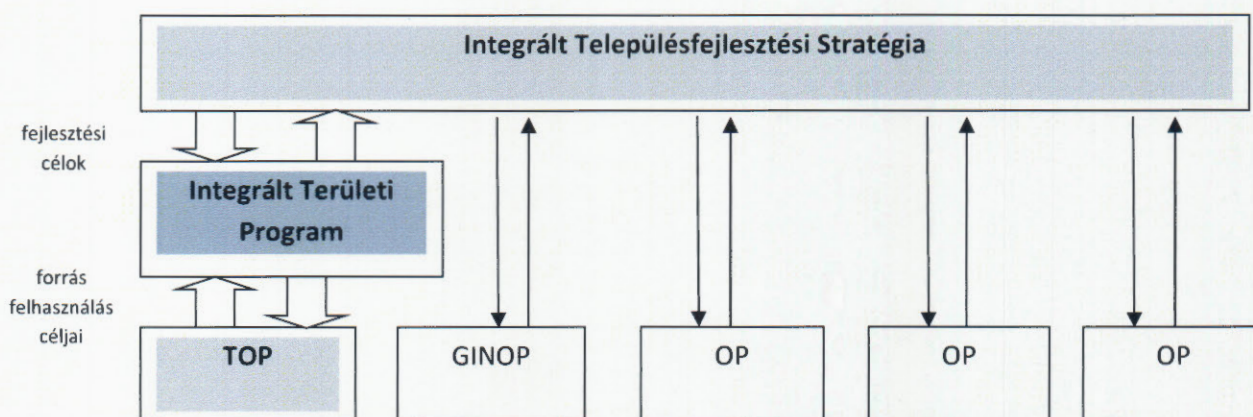 Integrált Településfejlesztési Stratégia
fejlesztési
célok
Integrált Területi
Program
forrás
felhasználás
céljai
TOP
GINOP
OP
OP
OP